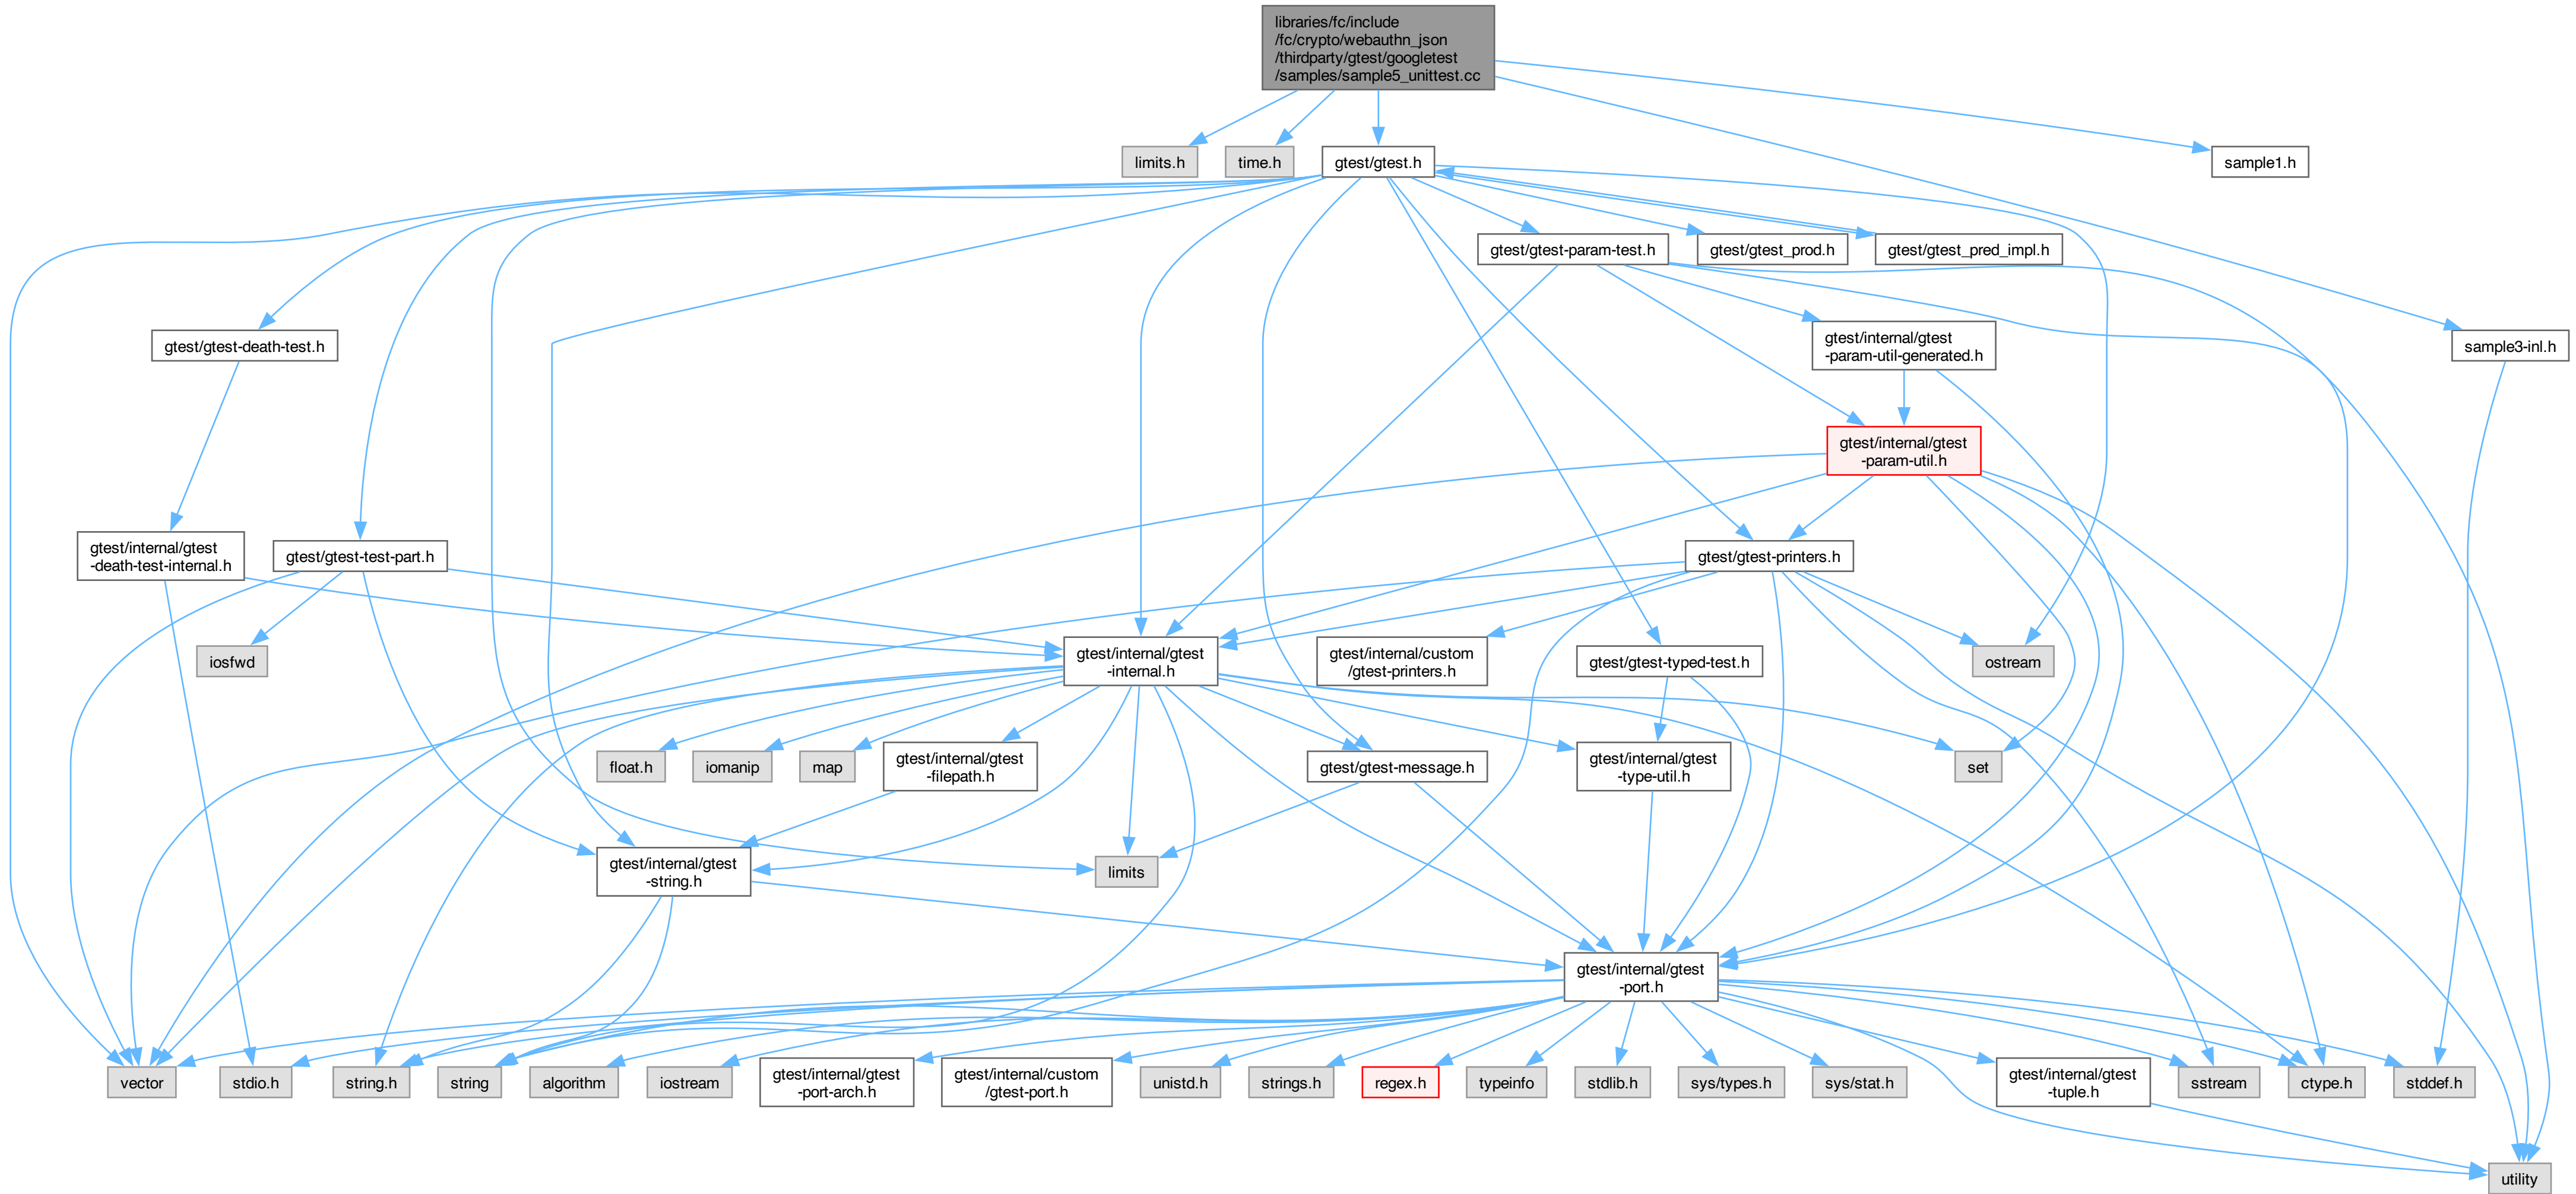 libraries/fc/include
/fc/crypto/webauthn_json
/thirdparty/gtest/googletest
/samples/sample5_unittest.cc
limits.h
time.h
gtest/gtest.h
sample1.h
gtest/gtest-param-test.h
gtest/gtest_prod.h
gtest/gtest_pred_impl.h
gtest/gtest-death-test.h
gtest/internal/gtest
-param-util-generated.h
sample3-inl.h
gtest/internal/gtest
-param-util.h
gtest/internal/gtest
-death-test-internal.h
gtest/gtest-test-part.h
gtest/gtest-printers.h
iosfwd
gtest/internal/gtest
-internal.h
gtest/internal/custom
/gtest-printers.h
gtest/gtest-typed-test.h
ostream
float.h
iomanip
map
gtest/internal/gtest
-filepath.h
gtest/gtest-message.h
gtest/internal/gtest
-type-util.h
set
gtest/internal/gtest
-string.h
limits
gtest/internal/gtest
-port.h
vector
stdio.h
string.h
string
algorithm
iostream
gtest/internal/gtest
-port-arch.h
gtest/internal/custom
/gtest-port.h
unistd.h
strings.h
regex.h
typeinfo
stdlib.h
sys/types.h
sys/stat.h
gtest/internal/gtest
-tuple.h
sstream
ctype.h
stddef.h
utility